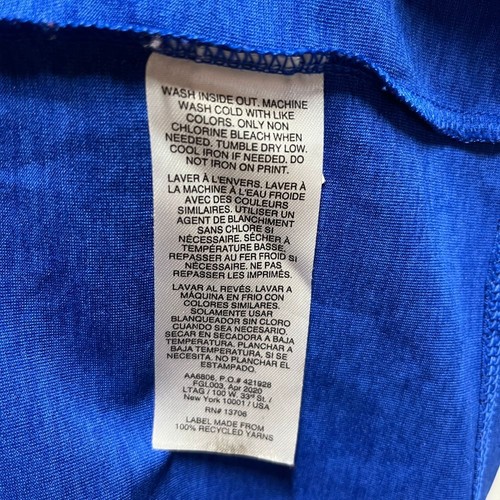 WASH INSIDE OUT. MACHINE
WASH COLD WITH LIKE
COLORS. ONLY NON
CHLORINE BLEACH WHEN
NEEDED. TUMBLE DRY LOW.
COOL IRON IF NEEDED. DO
NOT IRON ON PRINT.
LAVER À L'ENVERS. LAVER À
LA MACHINE À L'EAU FROIDE
AVEC DES COULEURS
SIMILAIRES. UTILISER UN
AGENT DE BLANCHIMENT
SANS CHLORE SI
NÉCESSAIRE. SÉCHER À
TEMPÉRATURE BASSE.
REPASSER AU FER FROID SI
NÉCESSAIRE. NE PAS
REPASSER LES IMPRIMÉS.
LAVAR AL REVÉS. LAVAR A
MÁQUINA EN FRIO CON
COLORES SIMILARES.
SOLAMENTE USAR
BLANQUEADOR SIN CLORO
CUANDO SEA NECESARIO.
SECAR EN SECADORA A BAJA
TEMPERATURA. PLANCHAR A
BAJA TEMPERATURA, SI SE
NECESITA. NO PLANCHAR EL
ESTAMPADO.
AA6806, P.O.# 421928
FGL003, Apr 2020
LTAG / 100 W. 33rd St. /
New York 10001 / USA
RN# 13706
LABEL MADE FROM
100% RECYCLED YARNS